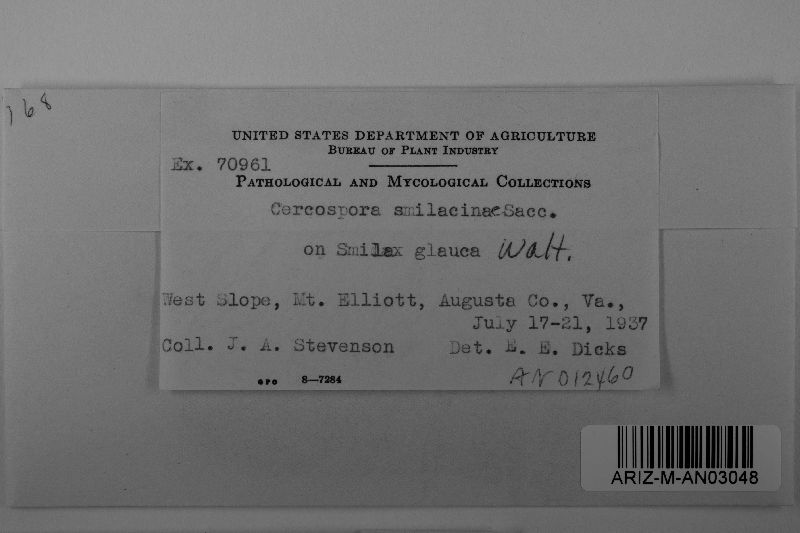 168
UNITED STATES DEPARTMENT OF AGRICULTURE
BUREAU OF PLANT INDUSTRY
Ex. 70961
PATHOLOGICAL AND MYCOLOGICAL COLLECTIONS
Cercospora smilacinae Sacc.
on Smilax glauca Walt.
West Slope, Mt. Elliott, Augusta Co., Va.,
July 17-21, 1937
Coll. J. A. Stevenson Det. E. E. Dicks
GPO 8—7284
AN012460
ARIZ-M-AN03048